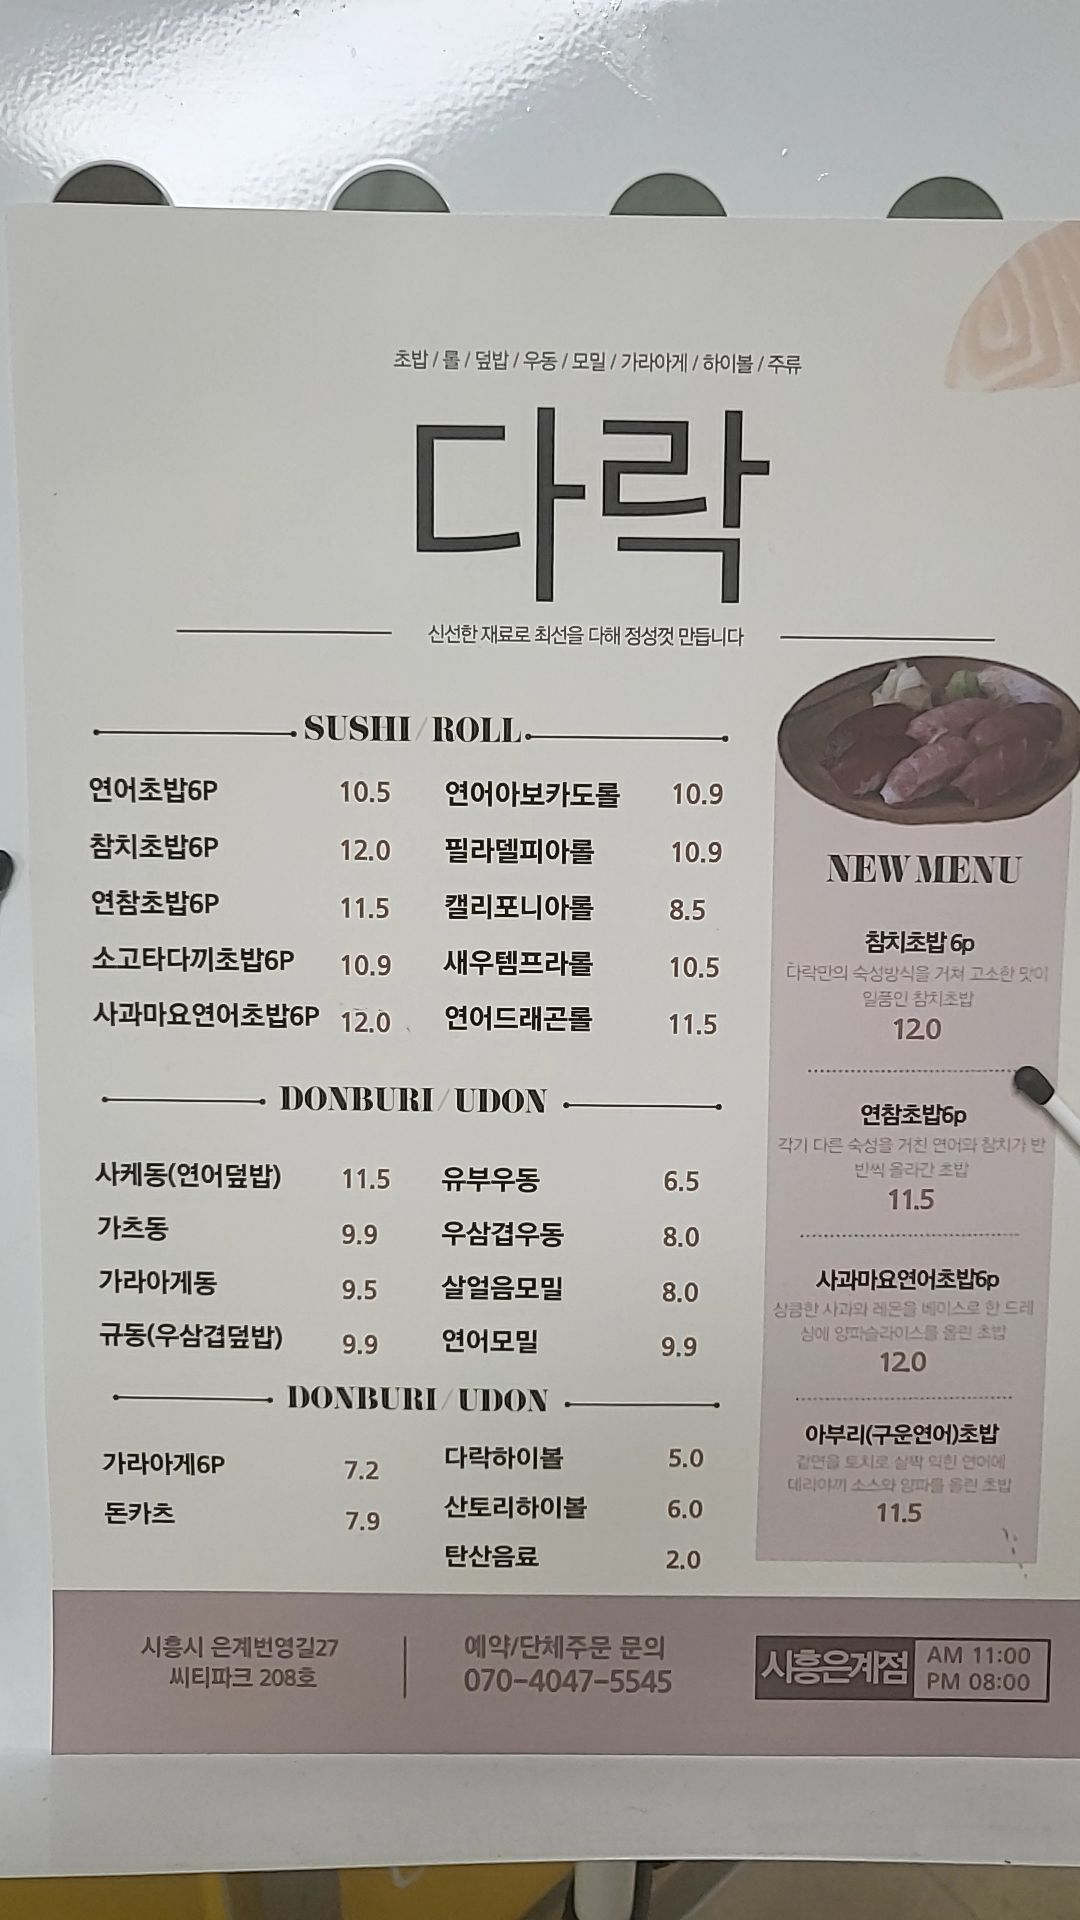 초밥 / 롤 / 덮밥 / 우동 / 모밀 / 가라아게 / 하이볼 / 주류
다락
신선한 재료로 최선을 다해 정성껏 만듭니다
SUSHI / ROLL
연어초밥6P 10.5 연어아보카도롤 10.9
참치초밥6P 12.0 필라델피아롤 10.9
연참초밥6P 11.5 캘리포니아롤 8.5
소고타다끼초밥6P 10.9 새우템프라롤 10.5
사과마요연어초밥6P 12.0 연어드래곤롤 11.5
DONBURI / UDON
사케동(연어덮밥) 11.5 유부우동 6.5
가츠동 9.9 우삼겹우동 8.0
가라아게동 9.5 살얼음모밀 8.0
규동(우삼겹덮밥) 9.9 연어모밀 9.9
DONBURI / UDON
가라아게6P 7.2 다락하이볼 5.0
돈카츠 7.9 산토리하이볼 6.0
탄산음료 2.0
NEW MENU
참치초밥 6p
다락만의 숙성방식을 거쳐 고소한 맛이
일품인 참치초밥
12.0
연참초밥6p
각기 다른 숙성을 거친 연어와 참치가 반
반씩 올라간 초밥
11.5
사과마요연어초밥6p
상큼한 사과와 레몬을 베이스로 한 드레
싱에 양파슬라이스를 올린 초밥
12.0
아부리(구운연어)초밥
겉면을 토치로 살짝 익힌 연어에
데리야끼 소스와 양파를 올린 초밥
11.5
시흥시 은계번영길27
씨티파크 208호
예약/단체주문 문의
070-4047-5545
시흥은계점
AM 11:00
PM 08:00